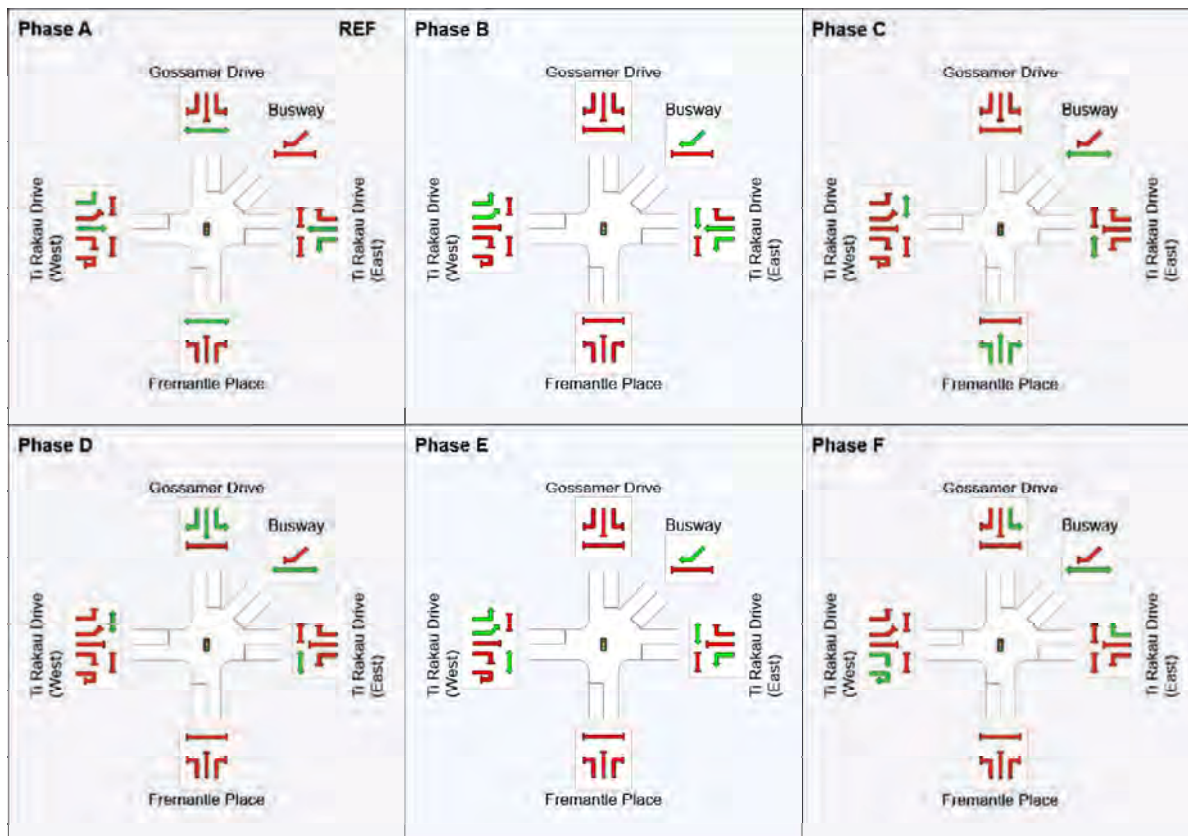 Phase A
REF
Gossamer Drive
Busway
Ti Rakau Drive
(West)
Ti Rakau Drive
(East)
Fremantle Place
Phase B
Gossamer Drive
Busway
Ti Rakau Drive
(West)
Ti Rakau Drive
(East)
Fremantle Place
Phase C
Gossamer Drive
Busway
Ti Rakau Drive
(West)
Ti Rakau Drive
(East)
Fremantle Place
Phase D
Gossamer Drive
Busway
Ti Rakau Drive
(West)
Ti Rakau Drive
(East)
Fremantle Place
Phase E
Gossamer Drive
Busway
Ti Rakau Drive
(West)
Ti Rakau Drive
(East)
Fremantle Place
Phase F
Gossamer Drive
Busway
Ti Rakau Drive
(West)
Ti Rakau Drive
(East)
Fremantle Place